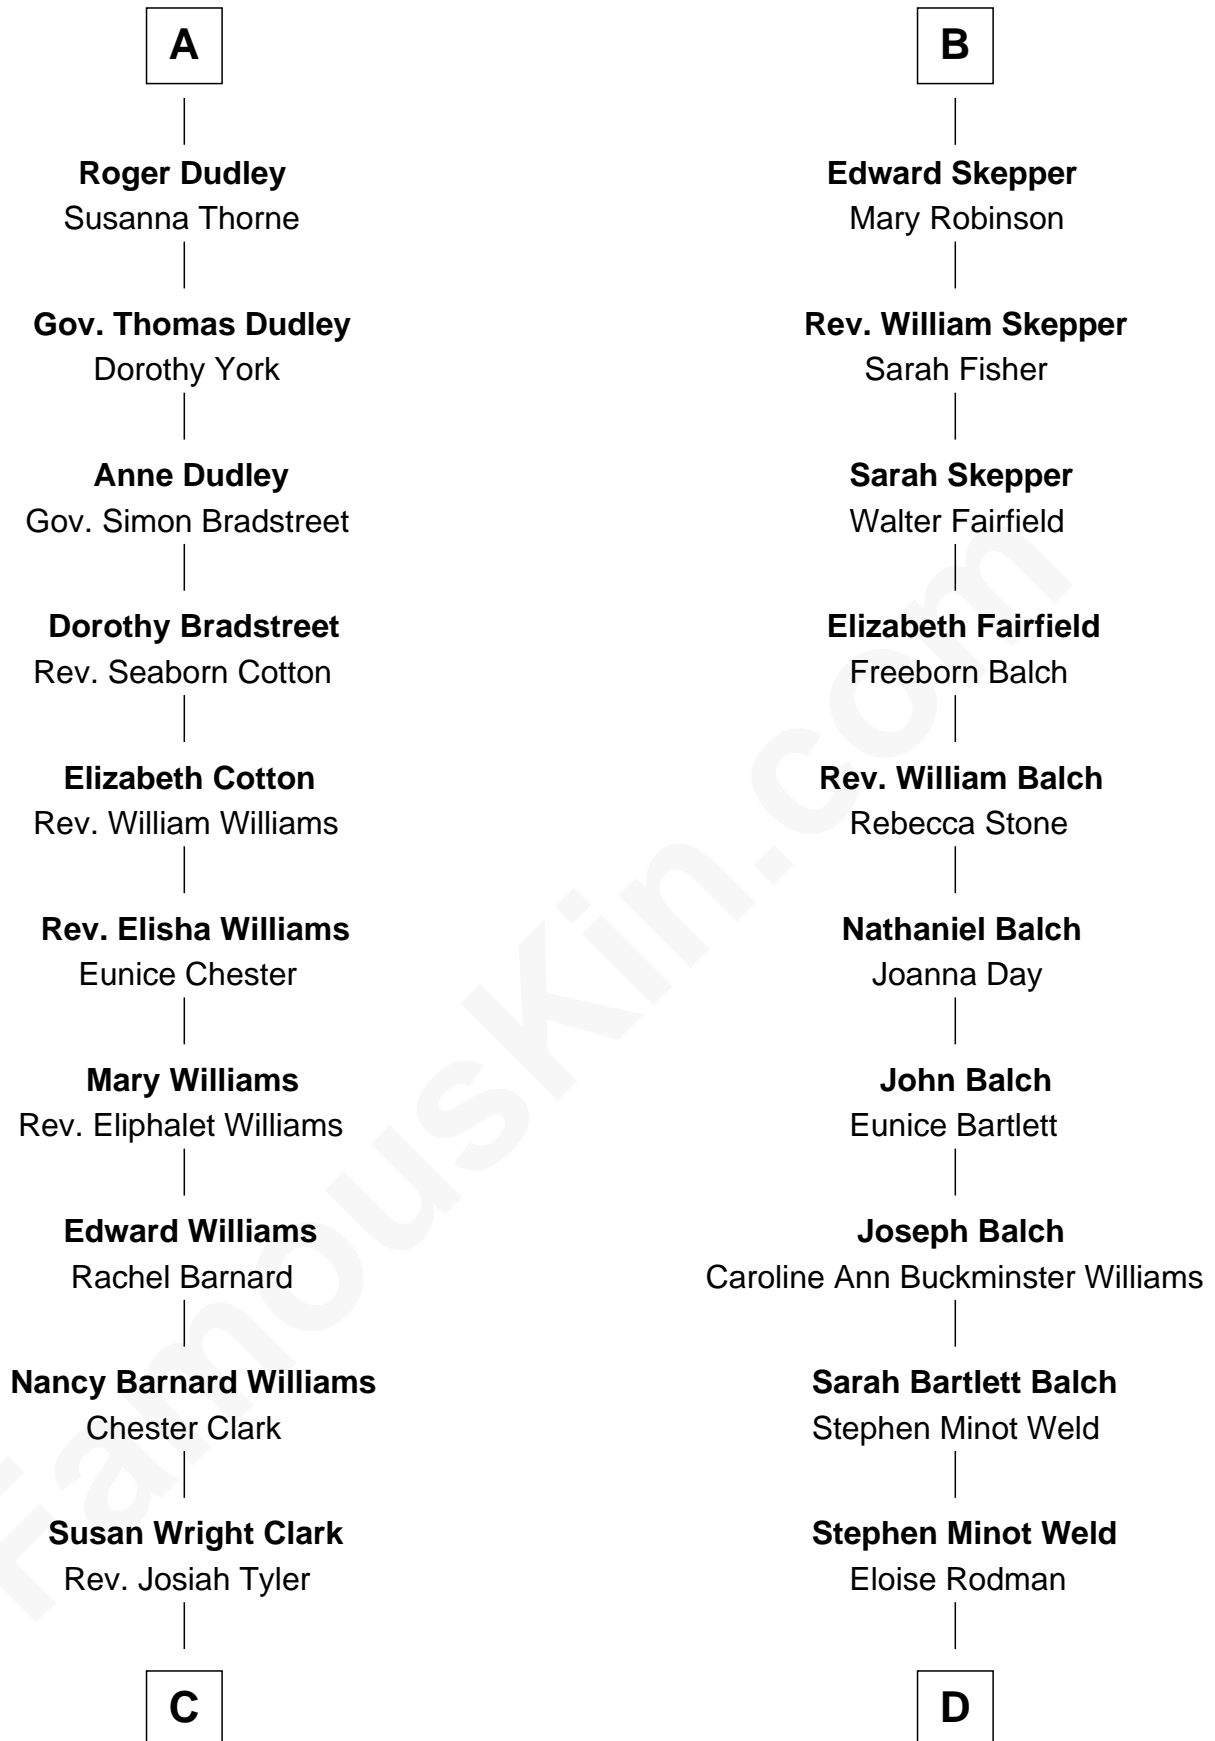 A
Roger Dudley
Susanna Thorne
Gov. Thomas Dudley
Dorothy York
Anne Dudley
Gov. Simon Bradstreet
Dorothy Bradstreet
Rev. Seaborn Cotton
Elizabeth Cotton
Rev. William Williams
Rev. Elisha Williams
Eunice Chester
Mary Williams
Rev. Eliphalet Williams
Edward Williams
Rachel Barnard
Nancy Barnard Williams
Chester Clark
Susan Wright Clark
Rev. Josiah Tyler
C
B
Edward Skepper
Mary Robinson
Rev. William Skepper
Sarah Fisher
Sarah Skepper
Walter Fairfield
Elizabeth Fairfield
Freeborn Balch
Rev. William Balch
Rebecca Stone
Nathaniel Balch
Joanna Day
John Balch
Eunice Bartlett
Joseph Balch
Caroline Ann Buckminster Williams
Sarah Bartlett Balch
Stephen Minot Weld
Stephen Minot Weld
Eloise Rodman
D
FamousKin.com